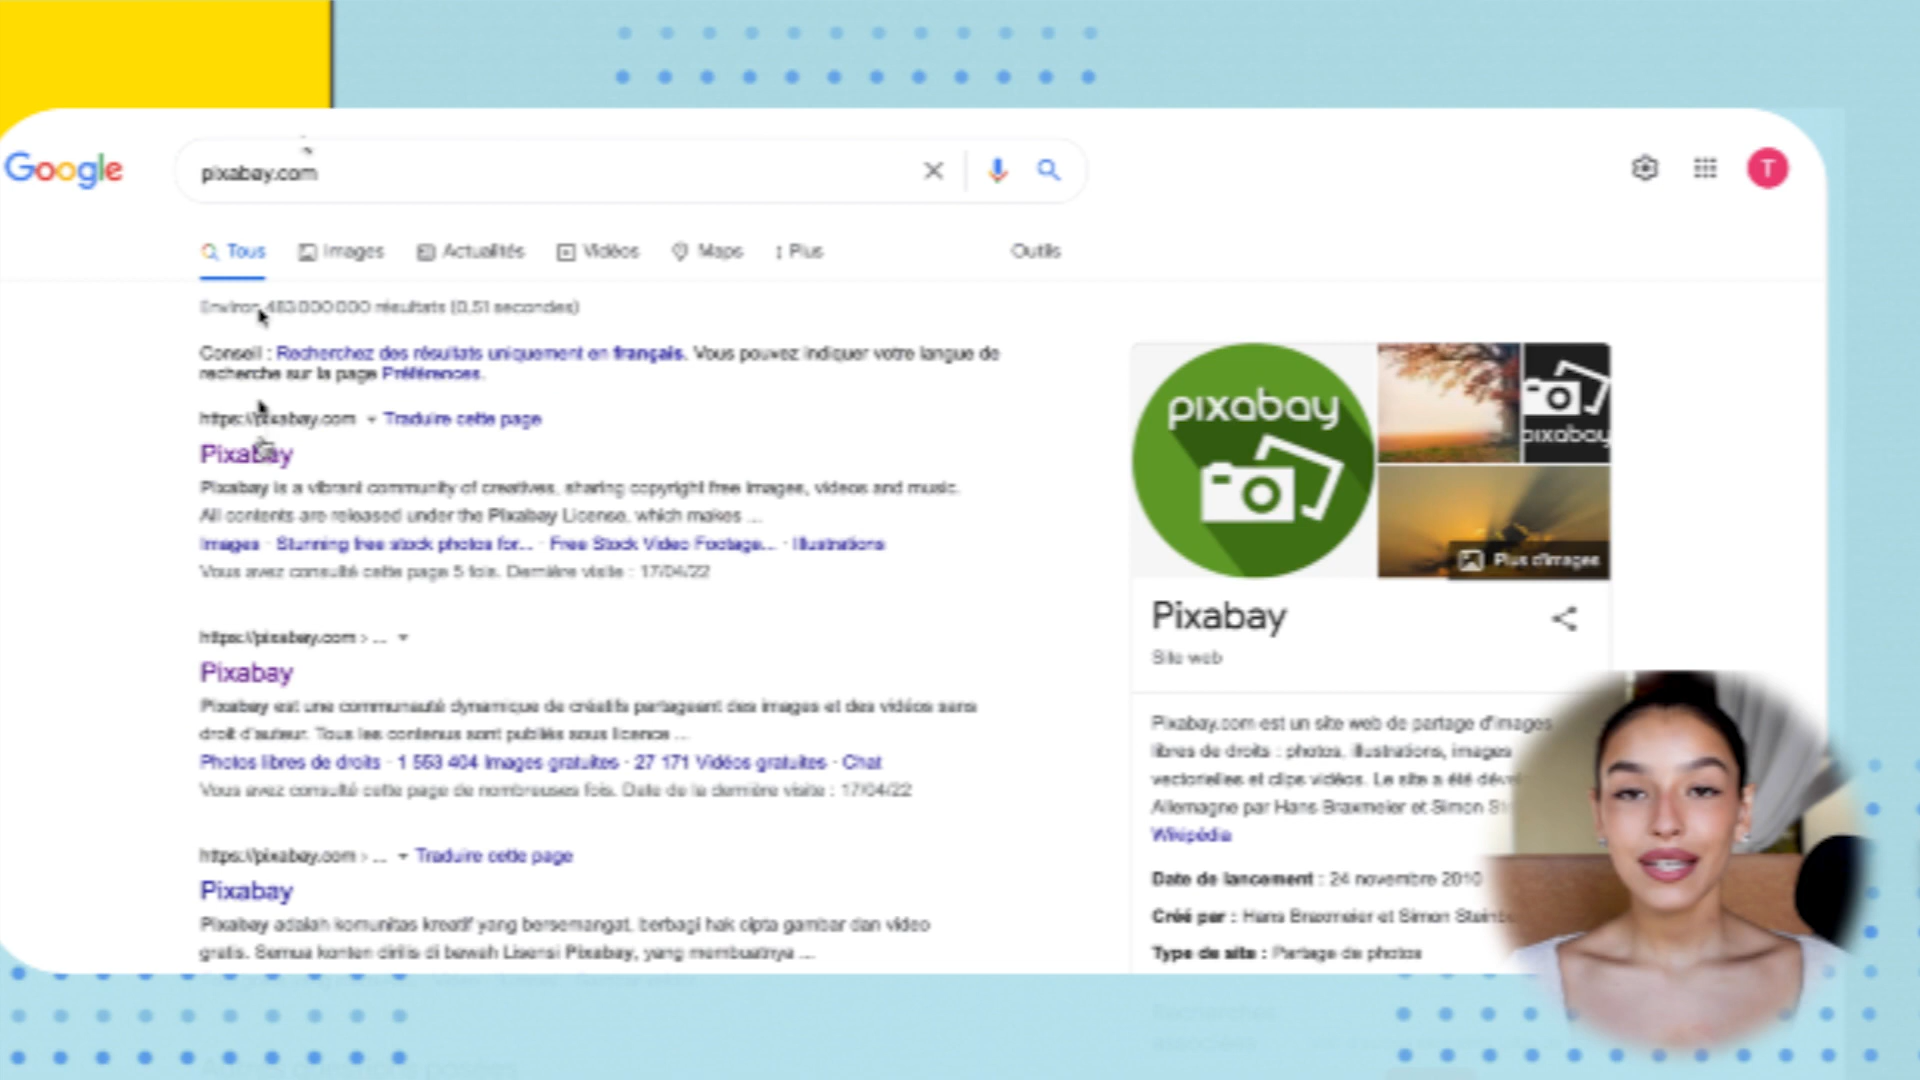 Google
pixabay.com
T
Tous
Images
Actualités
Vidéos
Maps
Plus
Outils
Environ 483 000 000 résultats (0,51 secondes)
Conseil : Recherchez des résultats uniquement en français. Vous pouvez indiquer votre langue de
recherche sur la page Préférences.
https://pixabay.com Traduire cette page
Pixabay
Pixabay is a vibrant community of creatives, sharing copyright free images, videos and music.
All contents are released under the Pixabay License, which makes ...
Images · Stunning free stock photos for... · Free Stock Video Footage... · Illustrations
Vous avez consulté cette page 5 fois. Dernière visite : 17/04/22
https://pixabay.com › ...
Pixabay
Pixabay est une communauté dynamique de créatifs partageant des images et des vidéos sans
droit d'auteur. Tous les contenus sont publiés sous licence ...
Photos libres de droits · 1 553 404 Images gratuites · 27 171 Vidéos gratuites · Chat
Vous avez consulté cette page de nombreuses fois. Date de la dernière visite : 17/04/22
https://pixabay.com › ... Traduire cette page
Pixabay
Pixabay adalah komunitas kreatif yang bersemangat, berbagi hak cipta gambar dan video
gratis. Semua konten dirilis di bawah Lisensi Pixabay, yang membuatnya ...
pixabay
pixabay
Plus d'images
Pixabay
Site web
Pixabay.com est un site web de partage d'images
libres de droits : photos, illustrations, images
vectorielles et clips vidéos. Le site a été
Allemagne par Hans Braxmeier et Simon
Wikipédia
Date de lancement : 24 novembre 2010
Créé par : Hans Braxmeier et Simon
Type de site : Partage de photos